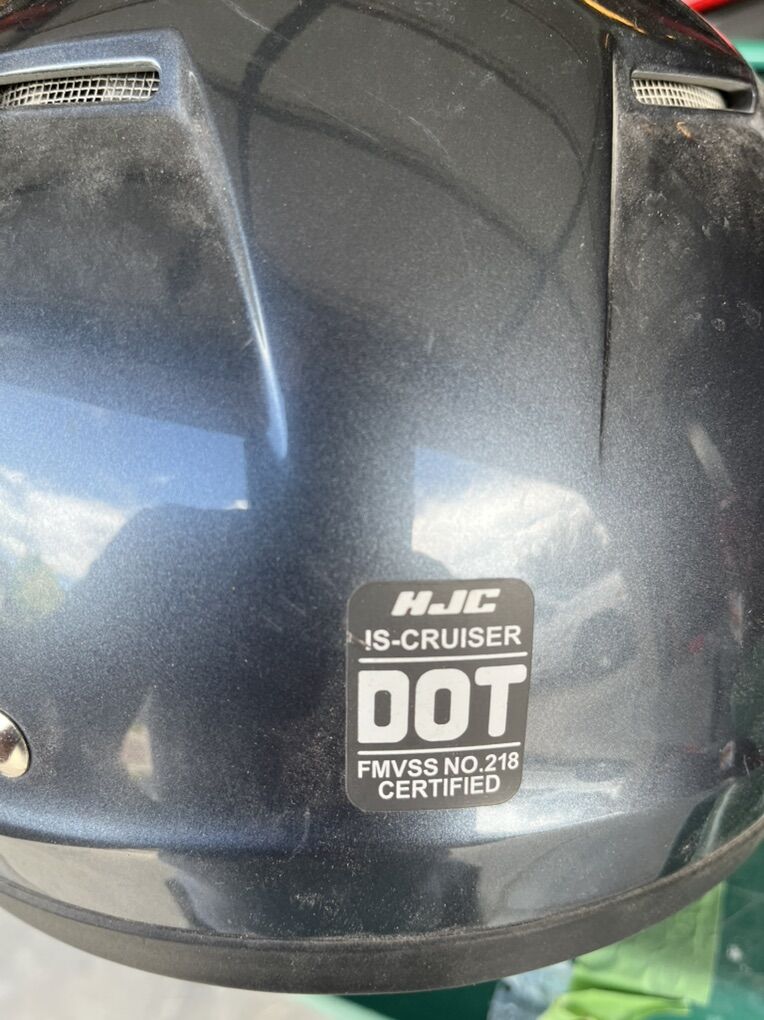 HJC
IS-CRUISER
DOT
FMVSS NO.218
CERTIFIED